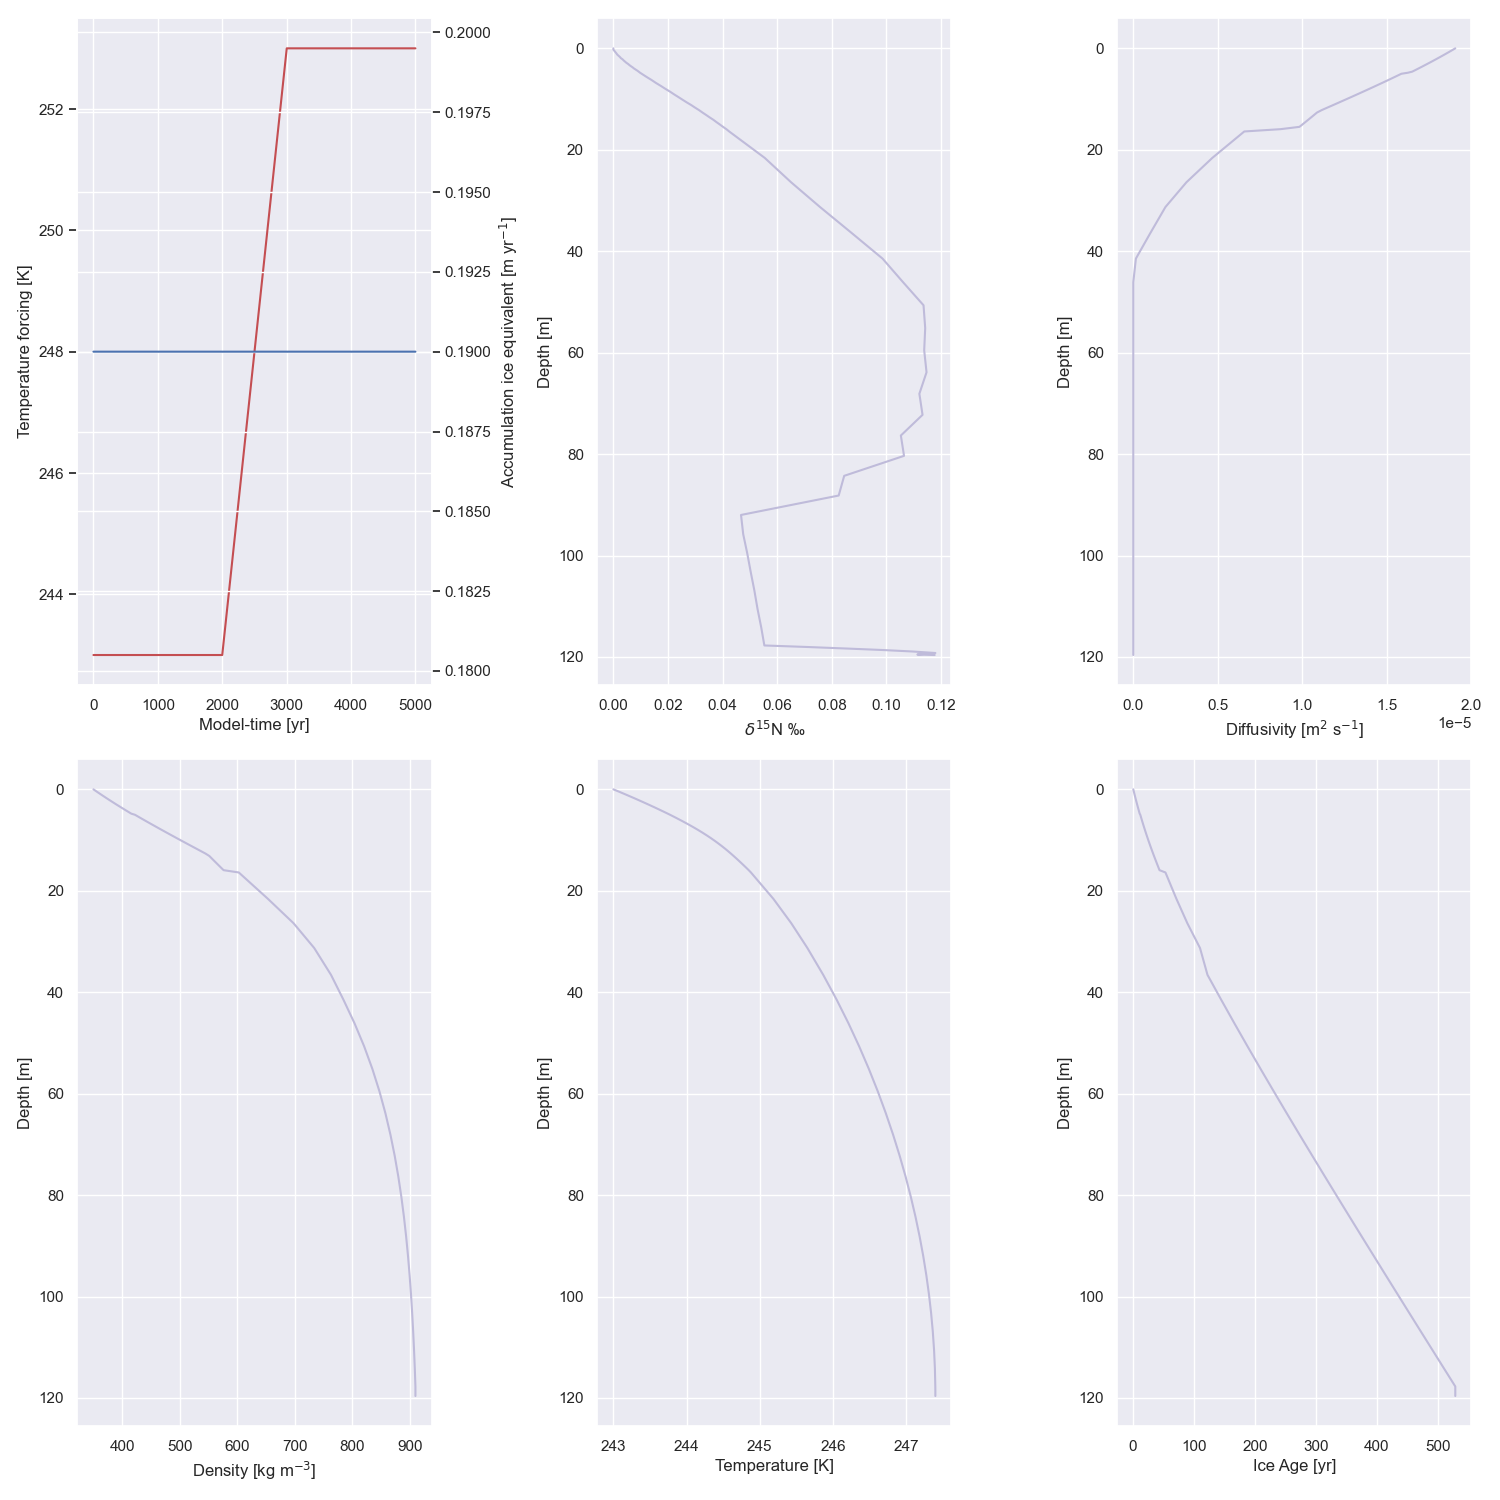 Temperature forcing [K]
252
250
248
246
244
0 1000 2000 3000 4000 5000
Model-time [yr]
0.2000
0.1975
0.1950
0.1925
0.1900
0.1875
0.1850
0.1825
0.1800
Accumulation ice equivalent [m yr⁻¹]
Depth [m]
0
20
40
60
80
100
120
0.00 0.02 0.04 0.06 0.08 0.10 0.12
δ¹⁵N ‰
Depth [m]
0
20
40
60
80
100
120
0.0 0.5 1.0 1.5 2.0
1e−5
Diffusivity [m² s⁻¹]
Depth [m]
0
20
40
60
80
100
120
400 500 600 700 800 900
Density [kg m⁻³]
Depth [m]
0
20
40
60
80
100
120
243 244 245 246 247
Temperature [K]
Depth [m]
0
20
40
60
80
100
120
0 100 200 300 400 500
Ice Age [yr]